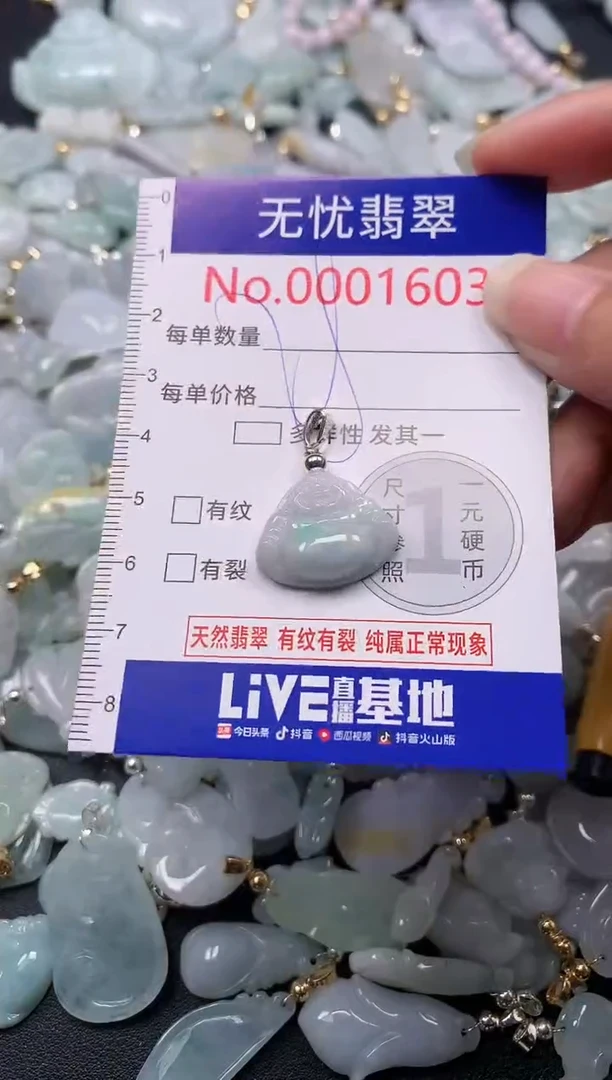 无忧翡翠
No.0001603
每单数量
每单价格
性 发其一
有纹
有裂
尺寸 照
一元硬币
1
天然翡翠 有纹有裂 纯属正常现象
LiVE直播基地
头条 今日头条 抖音 西瓜视频 抖音火山版
0
1
2
3
4
5
6
7
8